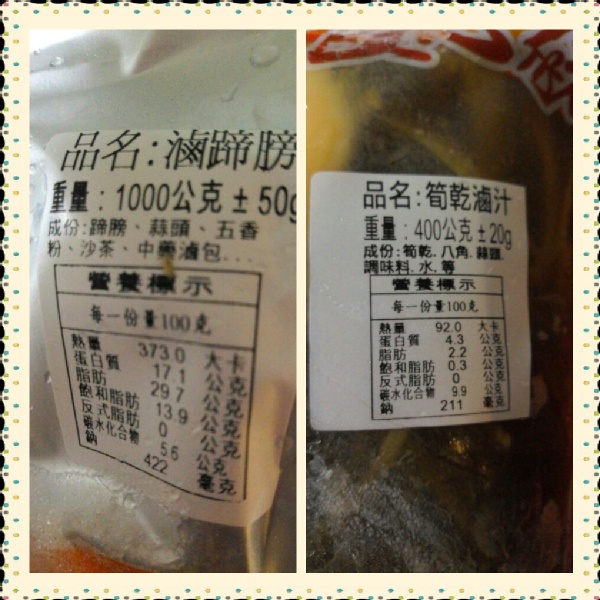 品名:滷蹄膀
重量:1000公克±50g
成份:蹄膀、蒜頭、五香
粉、沙茶、中藥滷包....
營養標示
每一份量100克
熱量 373.0 大卡
蛋白質 17.1 公克
脂肪 29.7 公克
飽和脂肪 13.9 公克
反式脂肪 0 公克
碳水化合物 5.6 公克
鈉 422 毫克
品名:筍乾滷汁
重量:400公克±20g
成份:筍乾.八角.蒜頭.
調味料.水.等
營養標示
每一份量100克
熱量 92.0 大卡
蛋白質 4.3 公克
脂肪 2.2 公克
飽和脂肪 0.3 公克
反式脂肪 0 公克
碳水化合物 9.9 公克
鈉 211 毫克